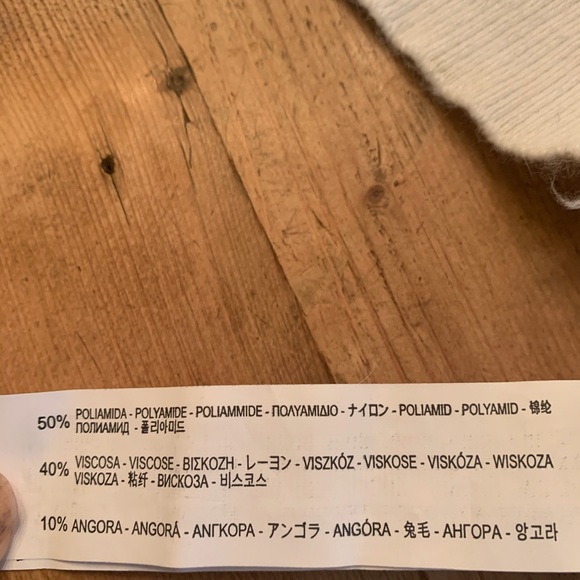 50% POLIAMIDA - POLYAMIDE - POLIAMMIDE - ΠΟΛΥΑΜΙΔΙΟ - ナイロン - POLIAMID - POLYAMID - 锦纶
ПОЛИАМИД - 폴리아미드
40% VISCOSA - VISCOSE - ΒΙΣΚΟΖΗ - レーヨン - VISZKÓZ - VISKOSE - VISKÓZA - WISKOZA
VISKOZA - 粘纤 - ВИСКОЗА - 비스코스
10% ANGORA - ANGORÁ - ΑΝΓΚΟΡΑ - アンゴラ - ANGÓRA - 兔毛 - АНГОРА - 앙고라